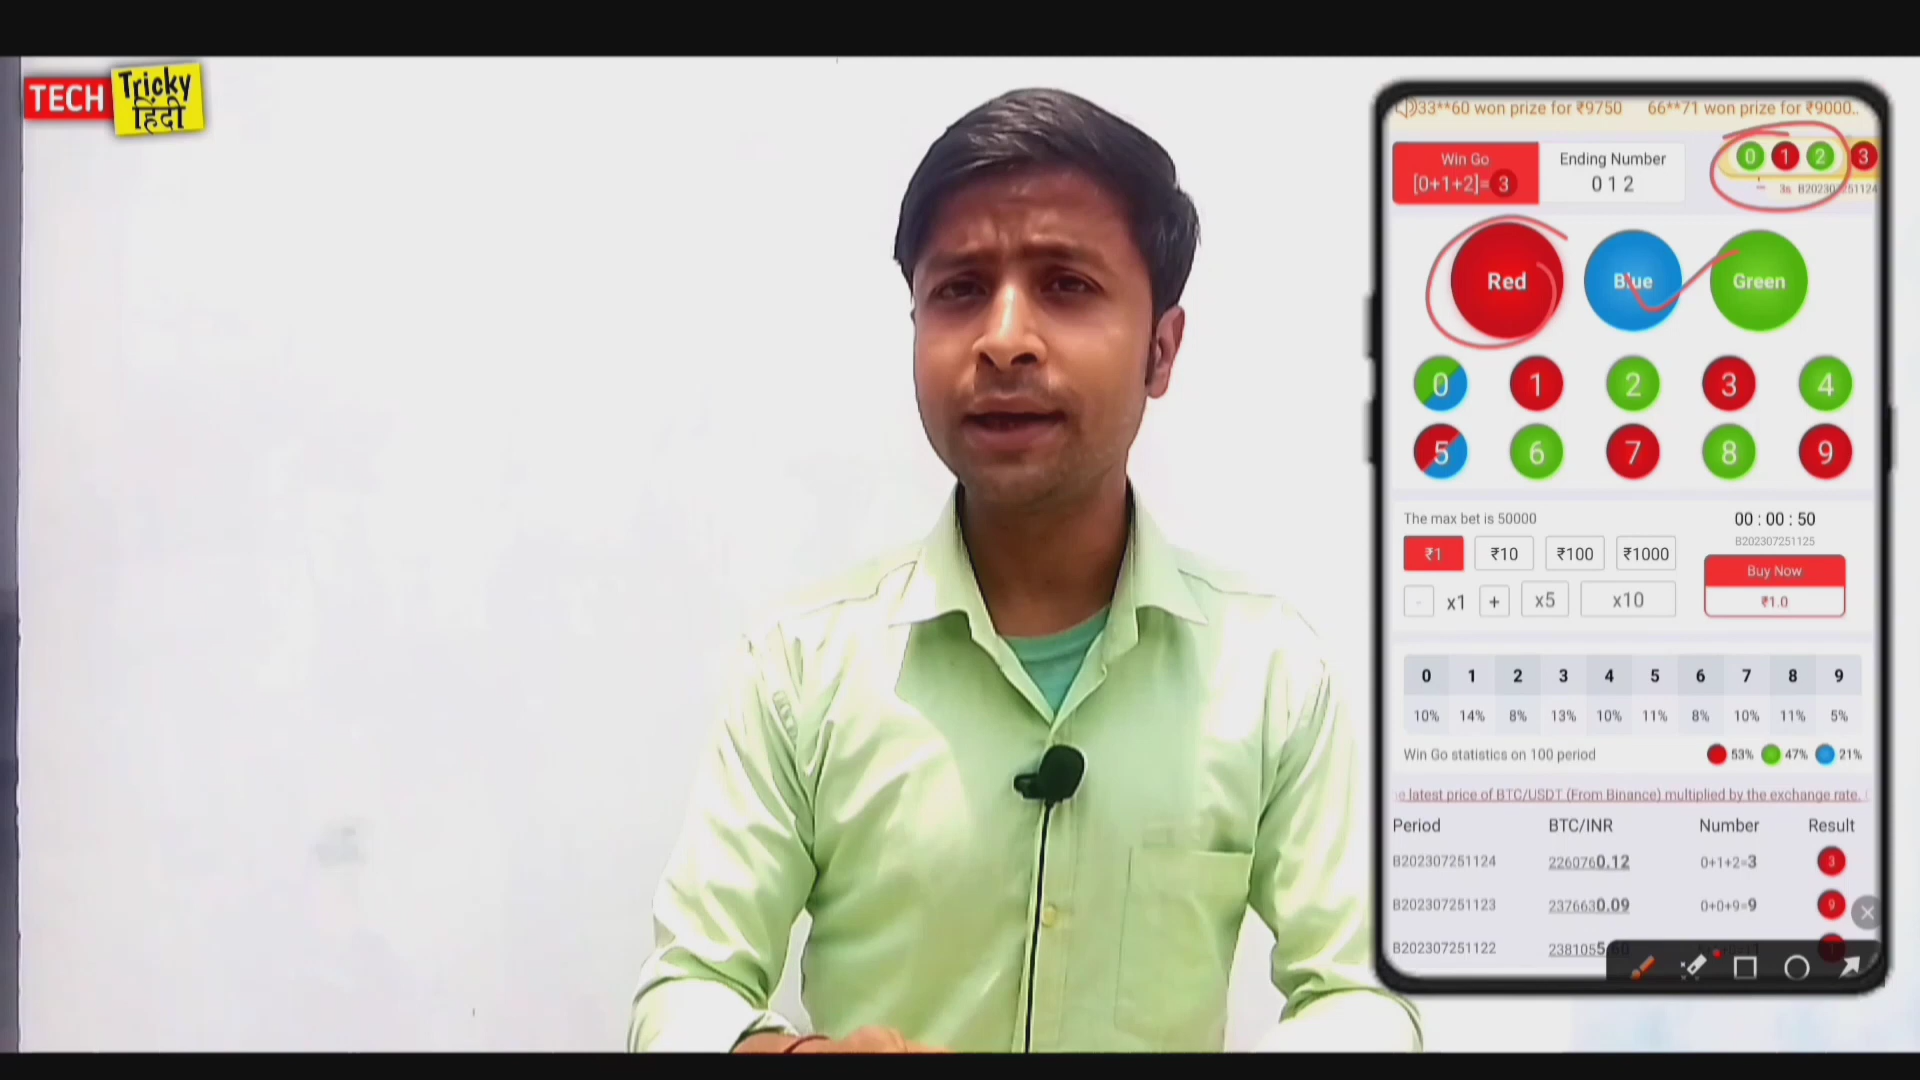 TECH Tricky
हिंदी
33**60 won prize for ₹9750 66**71 won prize for ₹9000..
Win Go
[0+1+2]= 3
Ending Number
0 1 2
0 1 2 3
3s B202307251124
Red Blue Green
0 1 2 3 4
5 6 7 8 9
The max bet is 50000
00 : 00 : 50
B202307251125
₹1 ₹10 ₹100 ₹1000
Buy Now
₹1.0
- x1 + x5 x10
0 1 2 3 4 5 6 7 8 9
10% 14% 8% 13% 10% 11% 8% 10% 11% 5%
Win Go statistics on 100 period 53% 47% 21%
latest price of BTC/USDT (From Binance) multiplied by the exchange rate.
Period BTC/INR Number Result
B202307251124 2260760.12 0+1+2=3 3
B202307251123 2376630.09 0+0+9=9 9
B202307251122